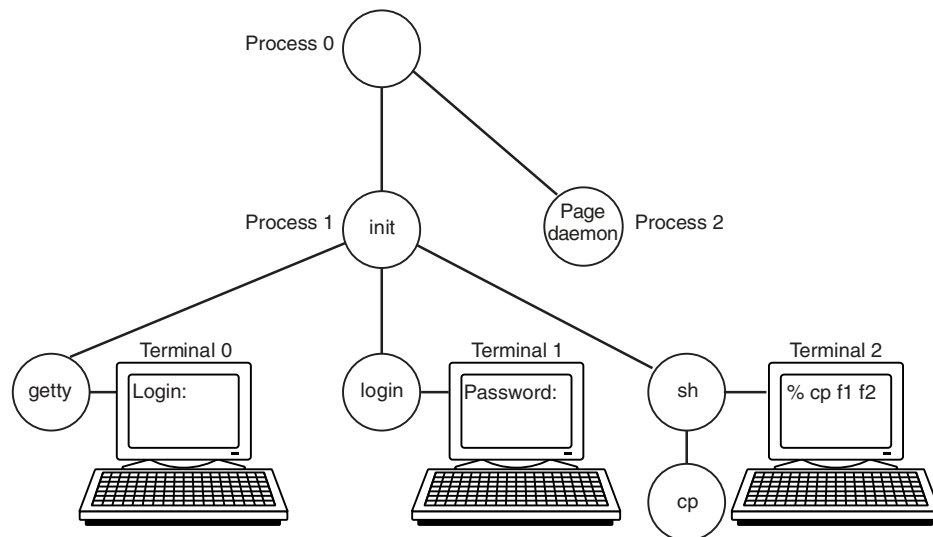 Process 0
Process 1
init
Page
daemon
Process 2
Terminal 0
Terminal 1
Terminal 2
getty
Login:
login
Password:
sh
% cp f1 f2
cp